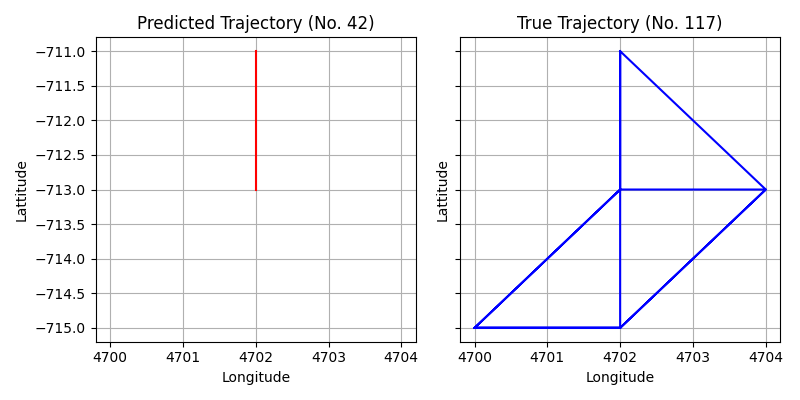 Predicted Trajectory (No. 42)
Lattitude
−711.0
−711.5
−712.0
−712.5
−713.0
−713.5
−714.0
−714.5
−715.0
4700 4701 4702 4703 4704
Longitude
True Trajectory (No. 117)
Lattitude
4700 4701 4702 4703 4704
Longitude